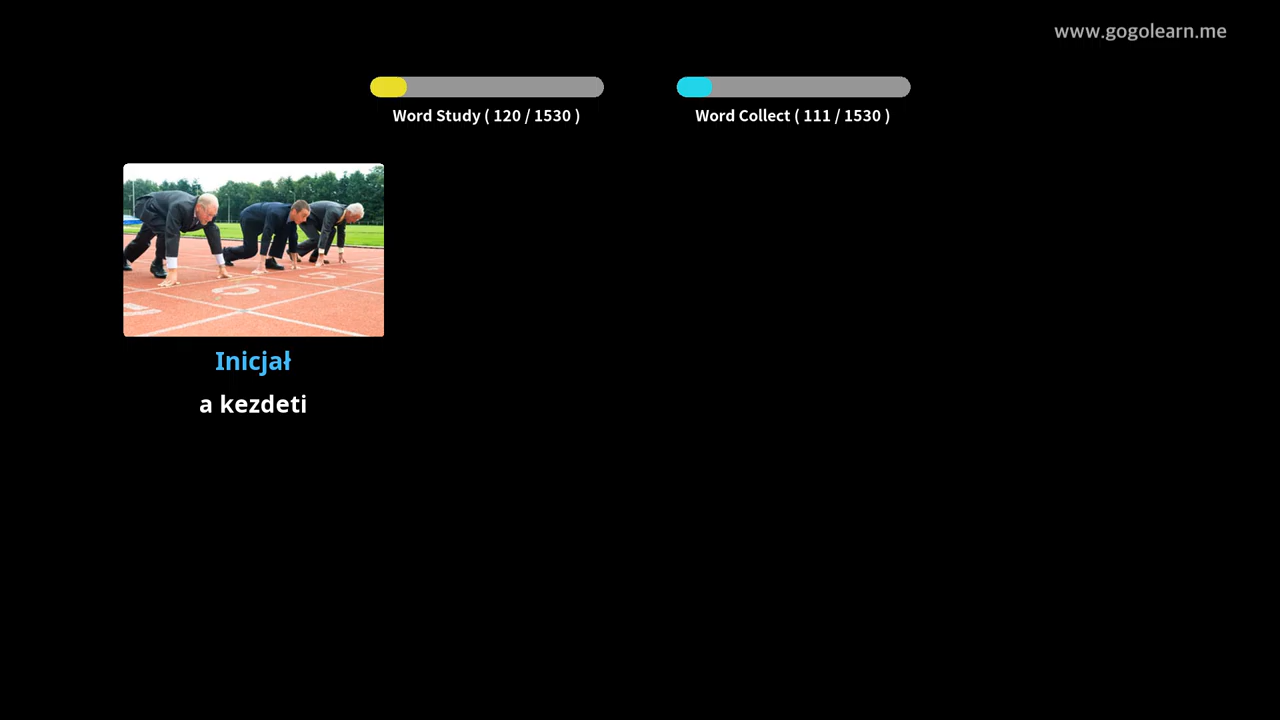 www.gogolearn.me
Word Study ( 120 / 1530 )
Word Collect ( 111 / 1530 )
Inicjał
a kezdeti